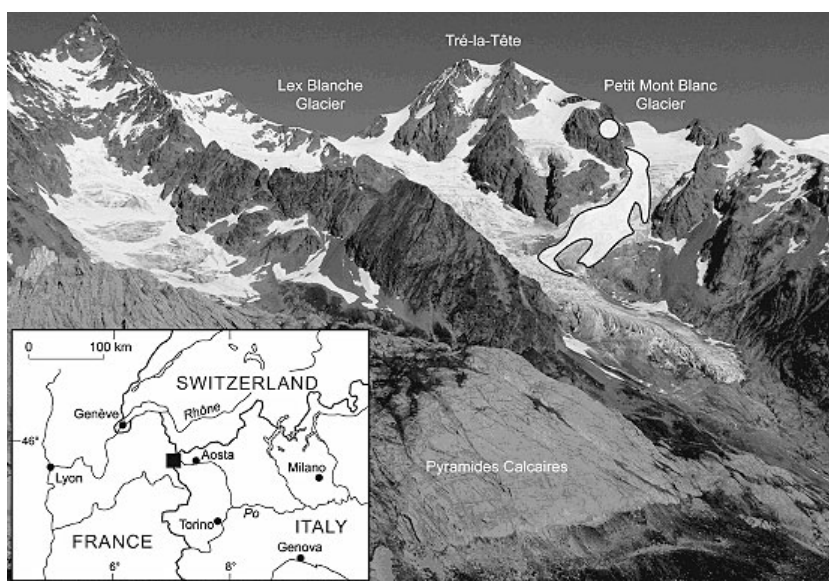 Tré-la-Tête
Lex Blanche
Glacier
Petit Mont Blanc
Glacier
Pyramides Calcaires
0 100 km
SWITZERLAND
Genève
Rhône
46°
Aosta
Lyon
Milano
Torino
Po
ITALY
FRANCE
Genova
6° 8°